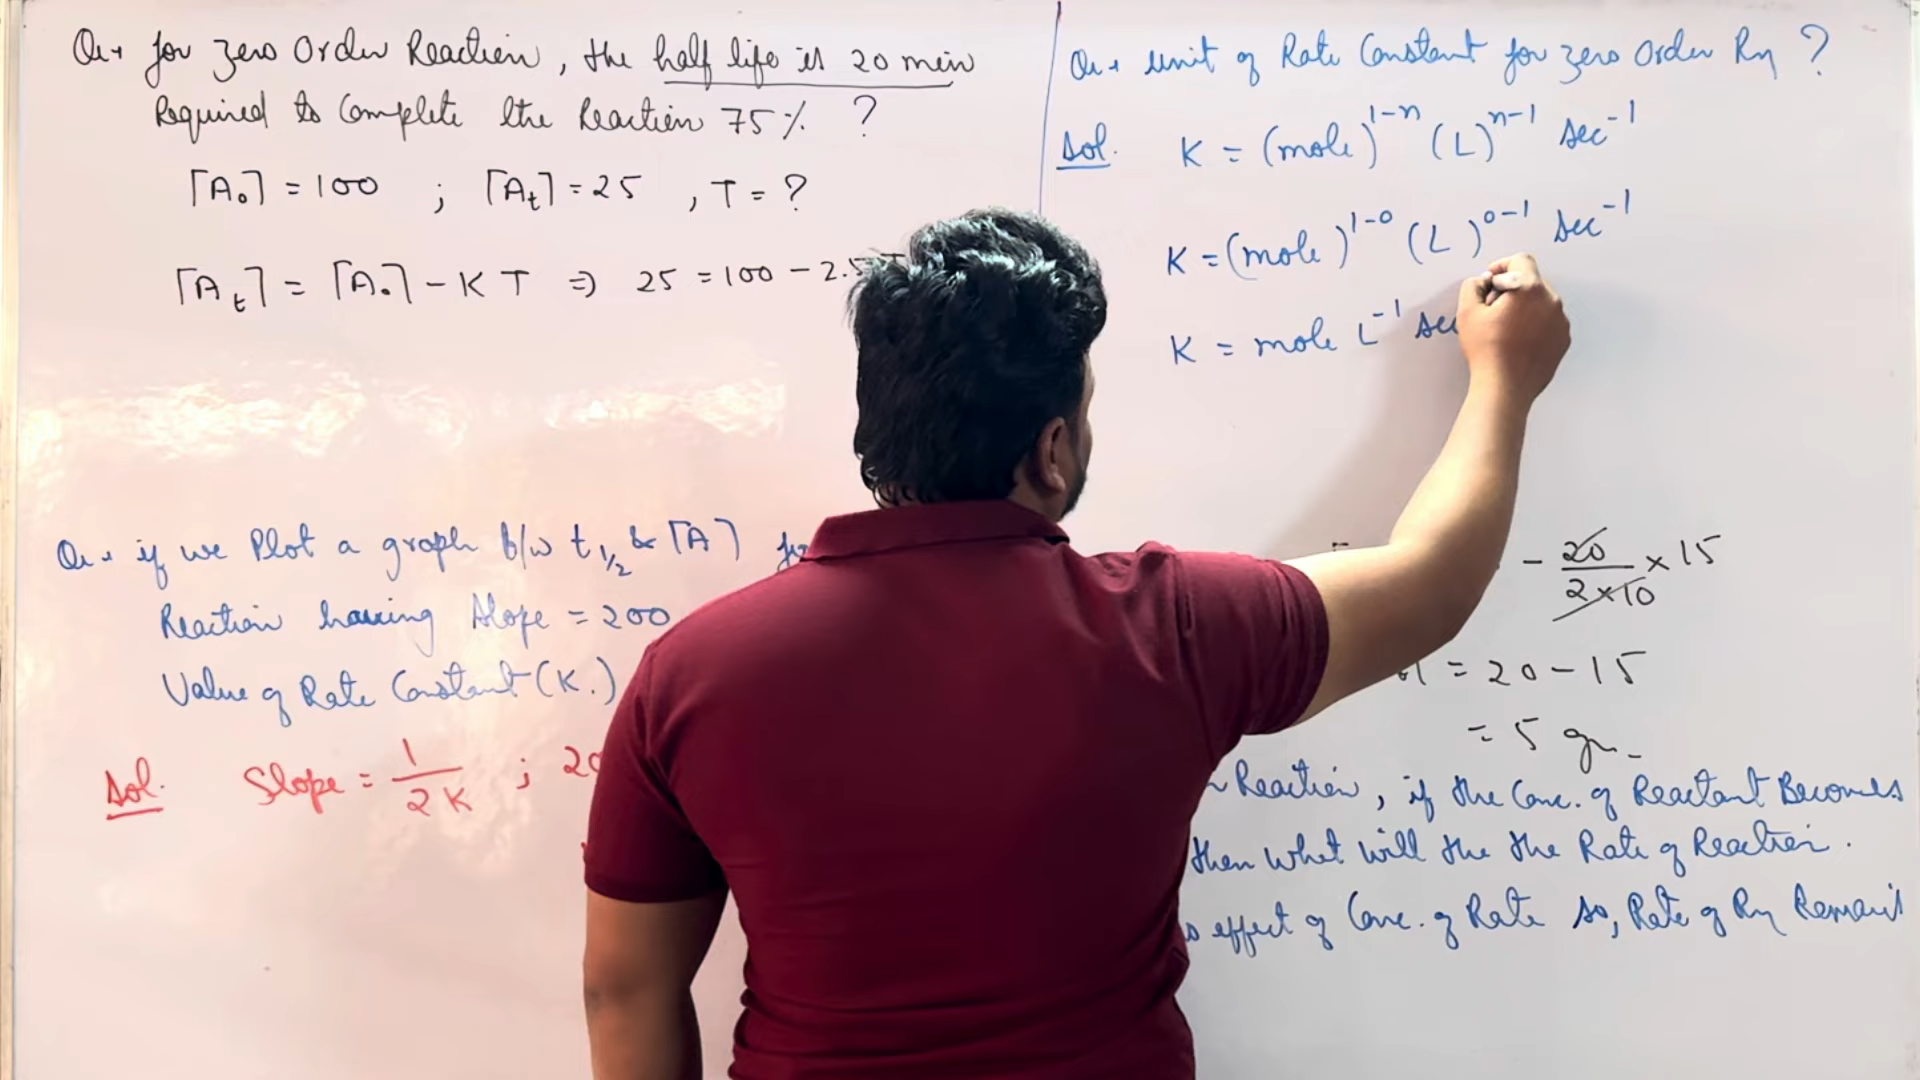 Qu. for zero Order Reaction, the half life is 20 min
Required to Complete the Reaction 75% ?
[A₀] = 100 ; [Aₜ] = 25 , T = ?
[Aₜ] = [A₀] - KT ⇒ 25 = 100 - 2.5
Qu. if we Plot a graph b/w t₁/₂ & [A]
Reaction having Slope = 200
Value of Rate Constant (K.)
Sol. Slope = 1/2K ; 20
Qu. unit of Rate Constant for zero Order Rxn ?
Sol. K = (mole)¹⁻ⁿ (L)ⁿ⁻¹ sec⁻¹
K = (mole)¹⁻⁰ (L)⁰⁻¹ sec⁻¹
K = mole L⁻¹ sec
- 20/2×10 × 15
= 20 - 15
= 5 gm.
Reaction, if the Conc. of Reactant Becomes
then what will the the Rate of Reaction.
effect of Conc. of Rate so, Rate of Rxn Remain